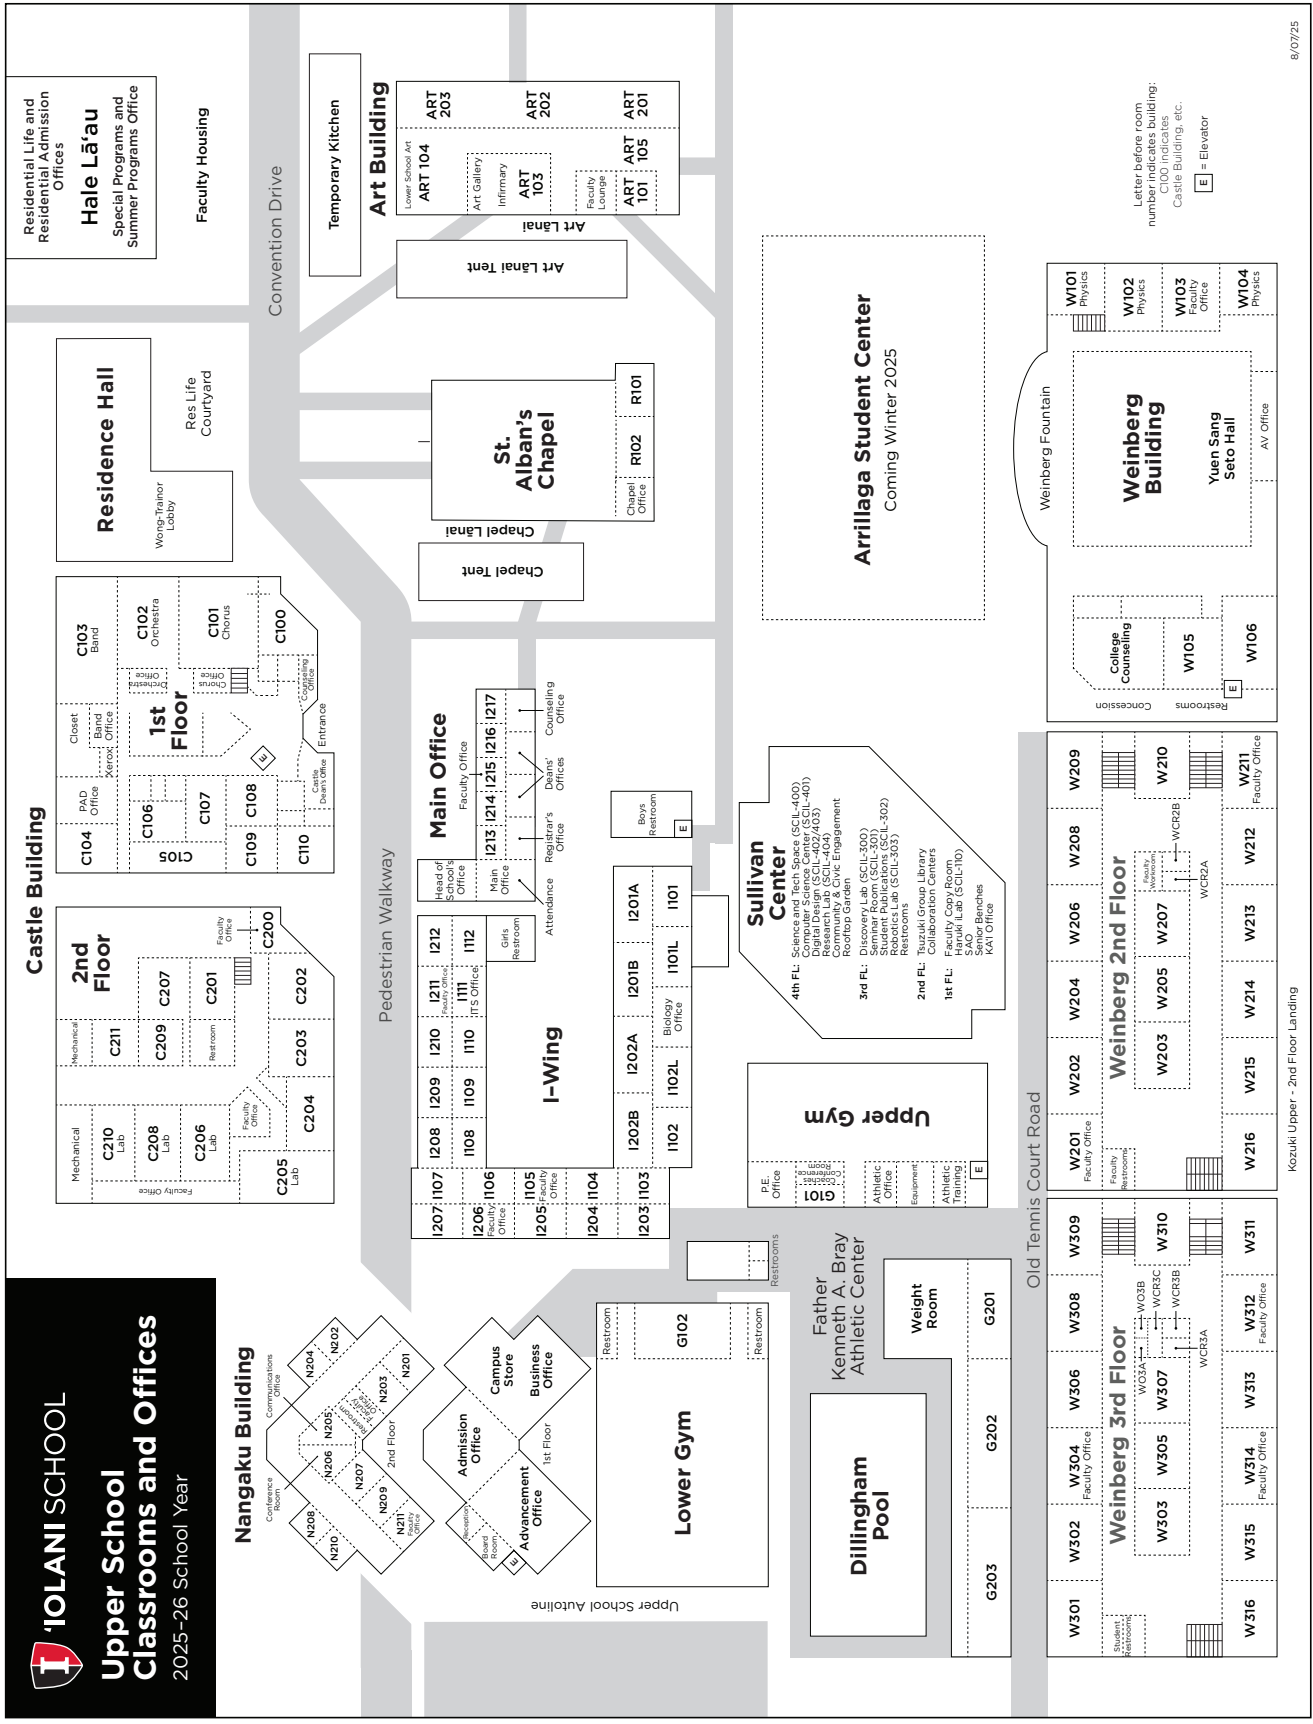 ʻIOLANI SCHOOL
Upper School
Classrooms and Offices
2025–26 School Year
Castle Building
2nd
Floor
Mechanical
C210
Lab
C208
Lab
C206
Lab
Faculty Office
C205
Lab
Faculty
Office
C204
Mechanical
C211
C209
Restroom
C203
C207
C201
C202
Faculty
Office
C200
1st
Floor
C104
PAD
Office
Closet
Band
Office
Xerox
C103
Band
C102
Orchestra
C101
Chorus
C100
Orchestra
Office
Chorus
Office
Counseling
Office
Entrance
Castle
Dean's Office
E
C105
C106
C107
C108
C109
C110
Residence Hall
Wong-Trainor
Lobby
Res Life
Courtyard
Residential Life and
Residential Admission
Offices
Hale Lāʻau
Special Programs and
Summer Programs Office
Faculty Housing
Convention Drive
Temporary Kitchen
Pedestrian Walkway
Nangaku Building
Communications
Office
Conference
Room
N202
N204
N201
N203
Faculty
Office
Restroom
N205
N206
N207
N209
N211
Faculty
Office
N208
N210
2nd Floor
Campus
Store
Business
Office
Admission
Office
1st Floor
Advancement
Office
Reception
Board
Room
E
Upper School Autoline
Main Office
Faculty Office
Head of
School's
Office
Main
Office
I213
I214
I215
I216
I217
Attendance
Registrar's
Office
Deans'
Offices
Counseling
Office
I–Wing
I212
I112
I211
Faculty Office
I111
ITS Office
I210
I110
I209
I109
I208
I108
I207
I107
I206
Faculty
Office
I106
I205
I105
Faculty
Office
I204
I104
I203
I103
Girls
Restroom
Boys
Restroom
E
I201A
I101
I201B
I101L
Biology
Office
I202A
I102L
I202B
I102
Chapel Tent
Chapel Lānai
St.
Alban's
Chapel
Chapel
Office
R102
R101
Art Building
Lower School Art
ART 104
Art Gallery
Infirmary
ART
103
Faculty
Lounge
ART
101
ART
105
ART
203
ART
202
ART
201
Art Lānai
Art Lānai Tent
Lower Gym
Restroom
G102
Restroom
Restrooms
Father
Kenneth A. Bray
Athletic Center
Weight
Room
G201
G202
G203
Dillingham
Pool
Upper Gym
P.E.
Office
Coaches
Conference
Room
G101
Athletic
Office
Equipment
Athletic
Training
E
Sullivan
Center
4th FL: Science and Tech Space (SCIL-400)
Computer Science Center (SCIL-401)
Digital Design (SCIL-402/403)
Research Lab (SCIL-404)
Community & Civic Engagement
Rooftop Garden
3rd FL: Discovery Lab (SCIL-300)
Seminar Room (SCIL-301)
Student Publications (SCIL-302)
Robotics Lab (SCIL-303)
Restrooms
2nd FL: Tsuzuki Group Library
Collaboration Centers
1st FL: Faculty Copy Room
Haruki iLab (SCIL-110)
SAO
Senior Benches
KA1 Office
Arrillaga Student Center
Coming Winter 2025
Old Tennis Court Road
Weinberg 3rd Floor
W301
W302
W304
Faculty Office
W306
W308
W309
Student
Restrooms
W303
W305
W307
WO3A
WO3B
WCR3C
WCR3B
WCR3A
W310
W316
W315
W314
Faculty Office
W313
W312
Faculty Office
W311
Weinberg 2nd Floor
W201
Faculty Office
W202
W204
W206
W208
W209
Faculty
Restrooms
W203
W205
W207
Faculty
Workroom
WCR2A
WCR2B
W210
W216
W215
W214
W213
W212
W211
Faculty Office
Kozuki Upper - 2nd Floor Landing
Weinberg Fountain
Weinberg
Building
Yuen Sang
Seto Hall
AV Office
Concession
Restrooms
E
College
Counseling
W105
W106
W101
Physics
W102
Physics
W103
Faculty
Office
W104
Physics
Letter before room
number indicates building:
C100 indicates
Castle Building, etc.
E = Elevator
8/07/25